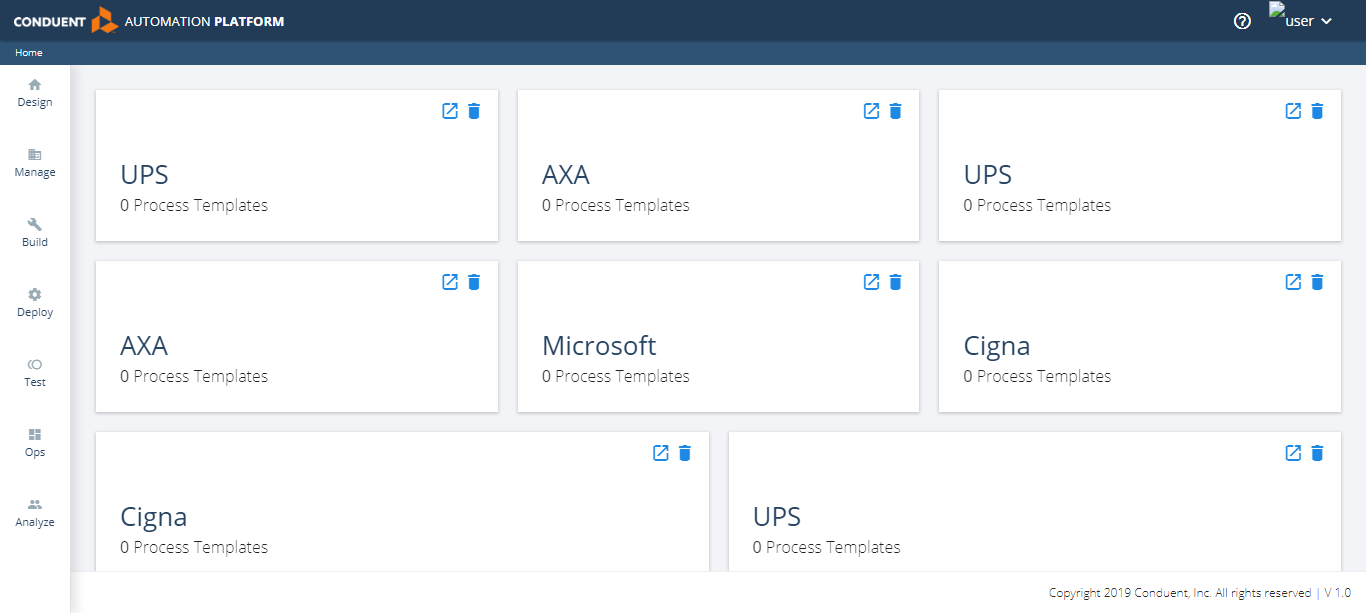 CONDUENT AUTOMATION PLATFORM
user
Home
Design
Manage
Build
Deploy
Test
Ops
Analyze
UPS
0 Process Templates
AXA
0 Process Templates
UPS
0 Process Templates
AXA
0 Process Templates
Microsoft
0 Process Templates
Cigna
0 Process Templates
Cigna
0 Process Templates
UPS
0 Process Templates
Copyright 2019 Conduent, Inc. All rights reserved | V 1.0